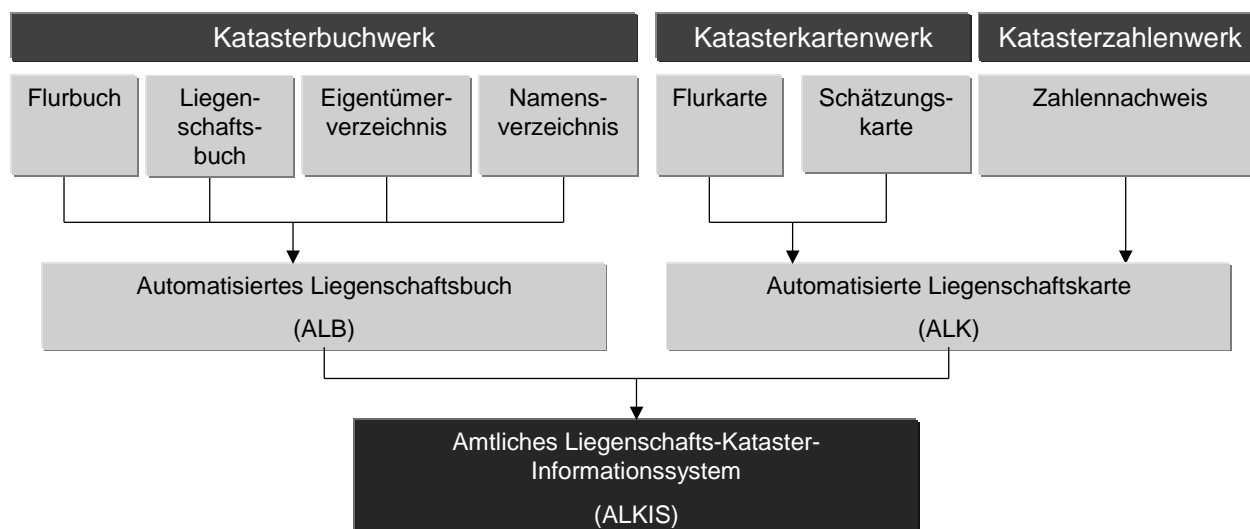 Katasterbuchwerk
Katasterkartenwerk
Katasterzahlenwerk
Flurbuch
Liegen-
schafts-
buch
Eigentümer-
verzeichnis
Namens-
verzeichnis
Flurkarte
Schätzungs-
karte
Zahlennachweis
Automatisiertes Liegenschaftsbuch
(ALB)
Automatisierte Liegenschaftskarte
(ALK)
Amtliches Liegenschafts-Kataster-
Informationssystem
(ALKIS)